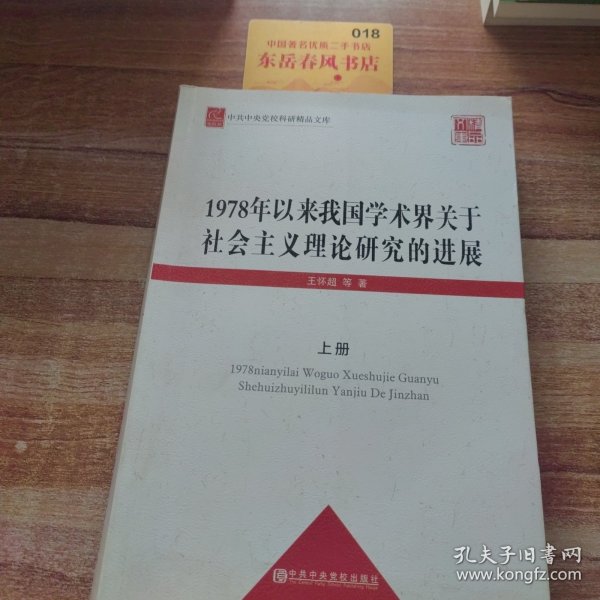 018
中国著名优质二手书店
东岳春风书店
中共中央党校科研精品文库
1978年以来我国学术界关于
社会主义理论研究的进展
王怀超 等 著
上册
1978nianyilai Woguo Xueshujie Guanyu
Shehuizhuyililun Yanjiu De Jinzhan
中共中央党校出版社
孔夫子旧书网
www.kongfz.com